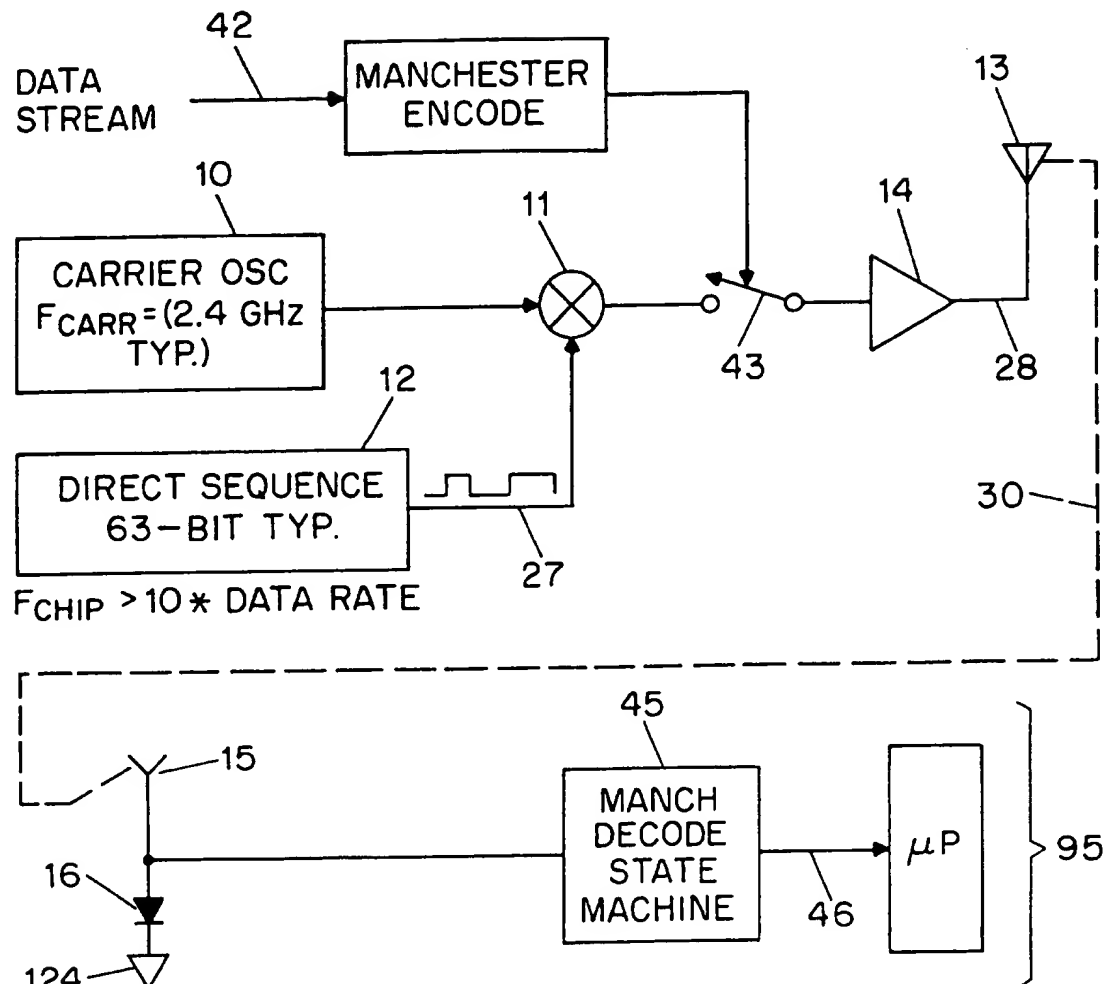 42
13
DATA
STREAM
MANCHESTER
ENCODE
10
11
14
CARRIER OSC
FCARR=(2.4 GHz
TYP.)
43
28
12
DIRECT SEQUENCE
63-BIT TYP.
27
30
FCHIP >10* DATA RATE
45
15
MANCH
DECODE
STATE
MACHINE
μP
95
16
46
124